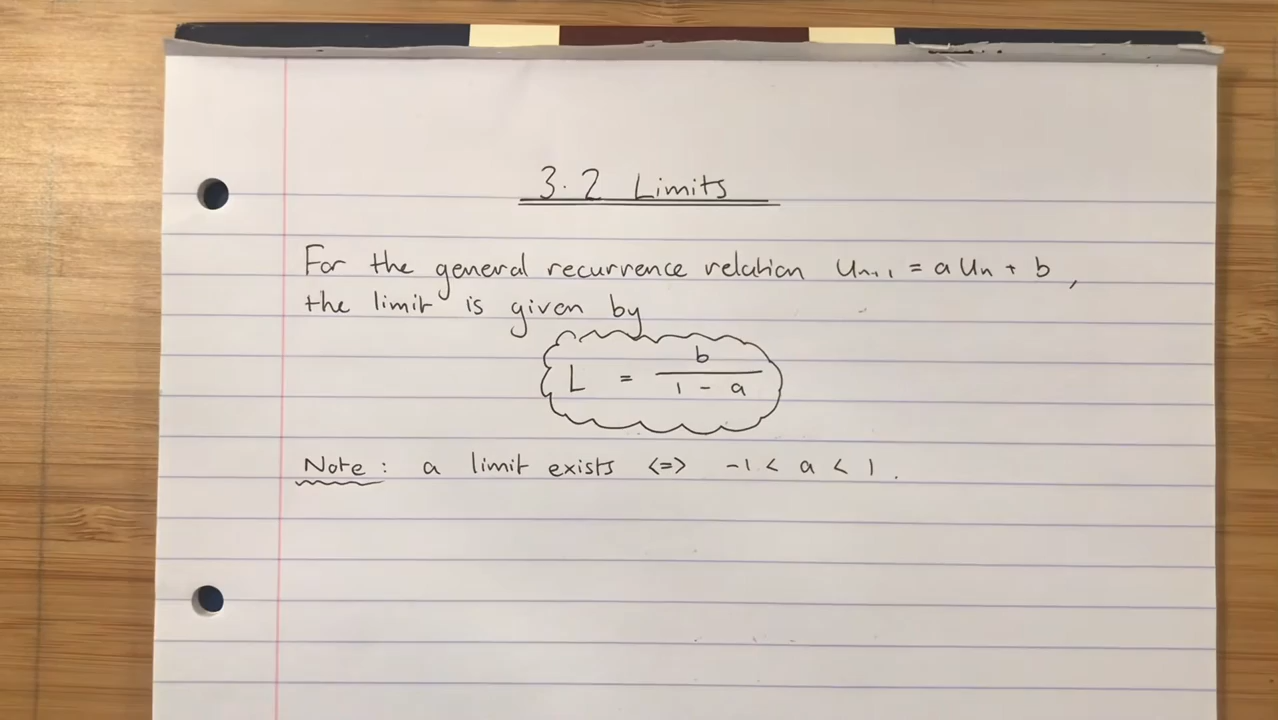 3.2 Limits
For the general recurrence relation Uₙ₊₁ = a Uₙ + b,
the limit is given by
L = b / (1 - a)
Note: a limit exists <=> -1 < a < 1.